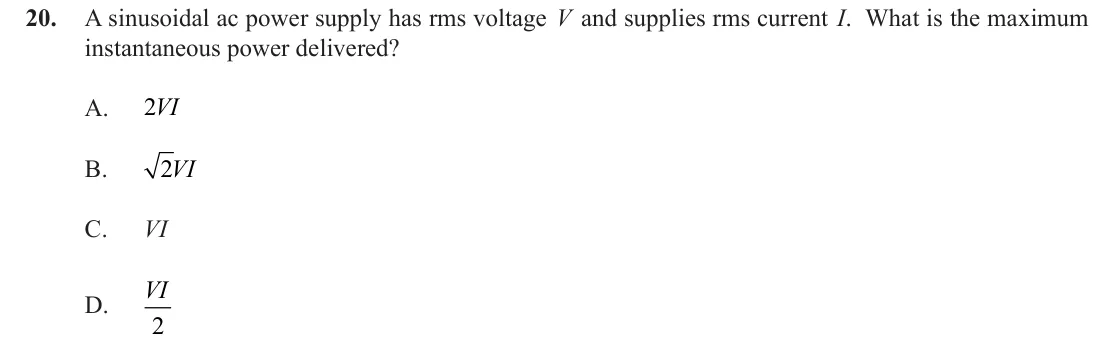 20. A sinusoidal ac power supply has rms voltage V and supplies rms current I. What is the maximum
instantaneous power delivered?
A. 2VI
B. √2VI
C. VI
D. VI/2